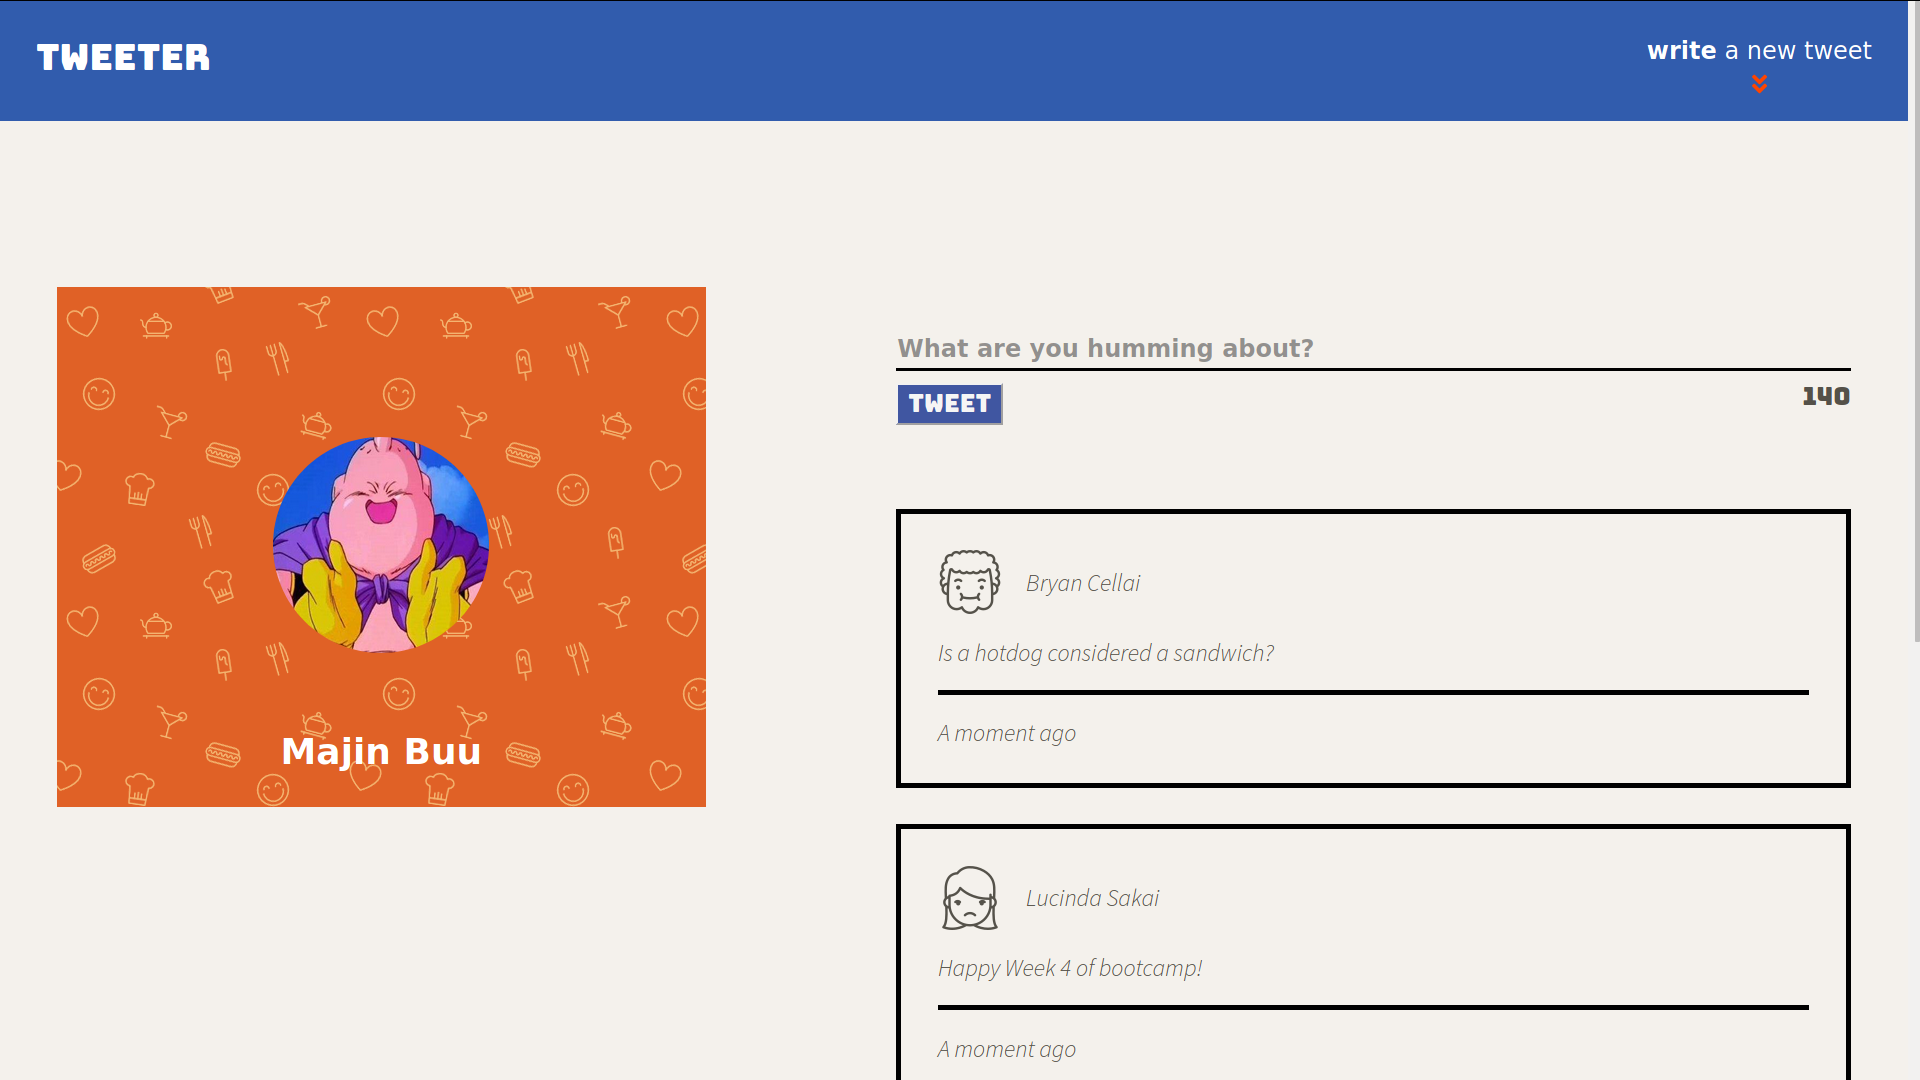 TWEETER
write a new tweet
Majin Buu
What are you humming about?
TWEET
140
Bryan Cellai
Is a hotdog considered a sandwich?
A moment ago
Lucinda Sakai
Happy Week 4 of bootcamp!
A moment ago